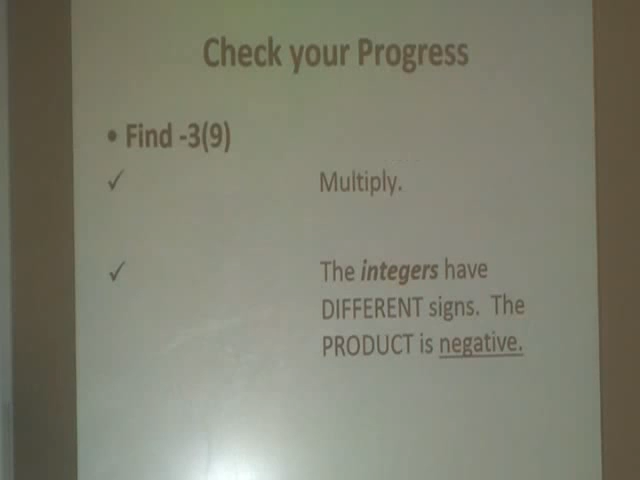 Check your Progress
• Find -3(9)
✓ Multiply.
✓ The integers have
DIFFERENT signs. The
PRODUCT is negative.